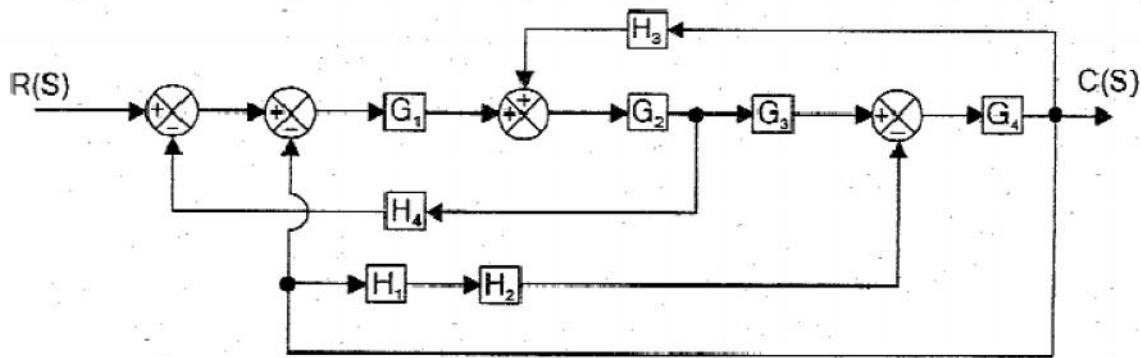 H₃
R(S)
C(S)
+
−
+
−
G₁
+
+
G₂
G₃
+
−
G₄
H₄
H₁
H₂